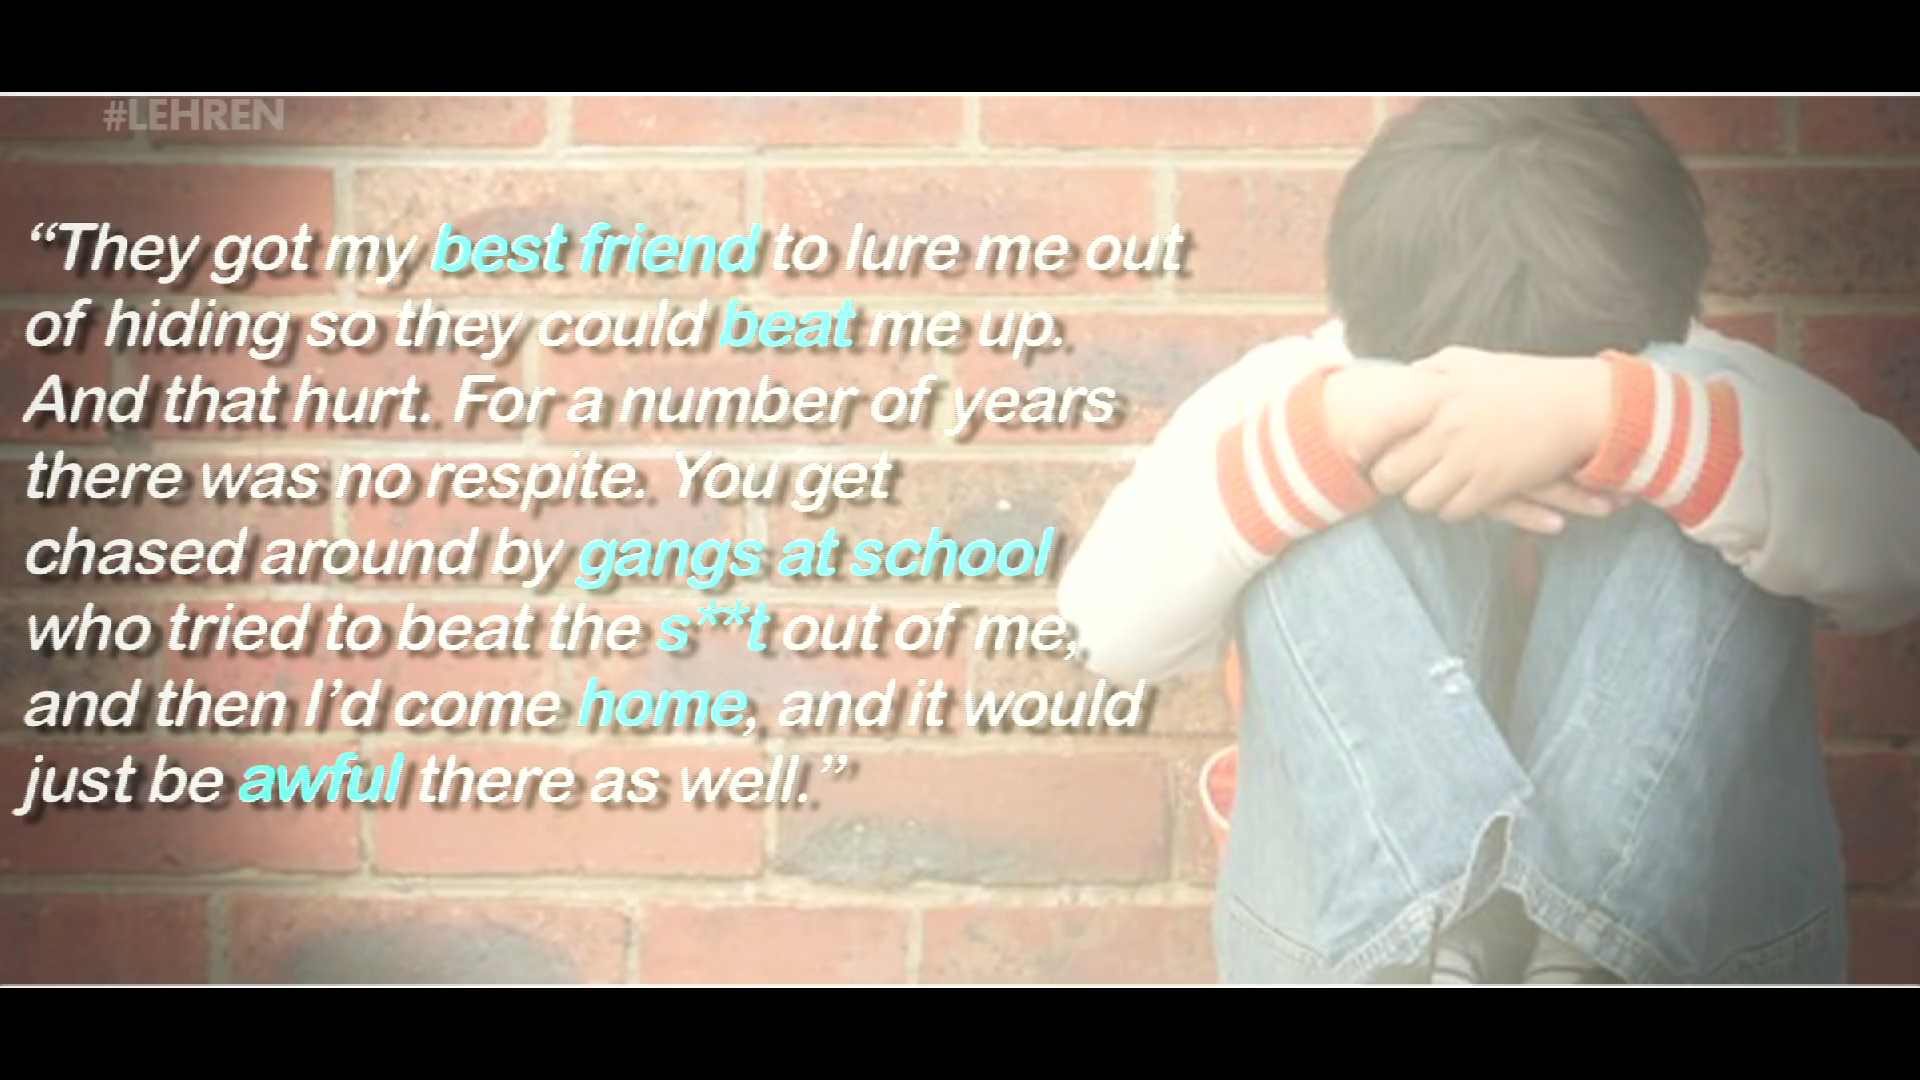 #LEHREN
“They got my best friend to lure me out
of hiding so they could beat me up.
And that hurt. For a number of years
there was no respite. You get
chased around by gangs at school
who tried to beat the s**t out of me,
and then I’d come home, and it would
just be awful there as well.”